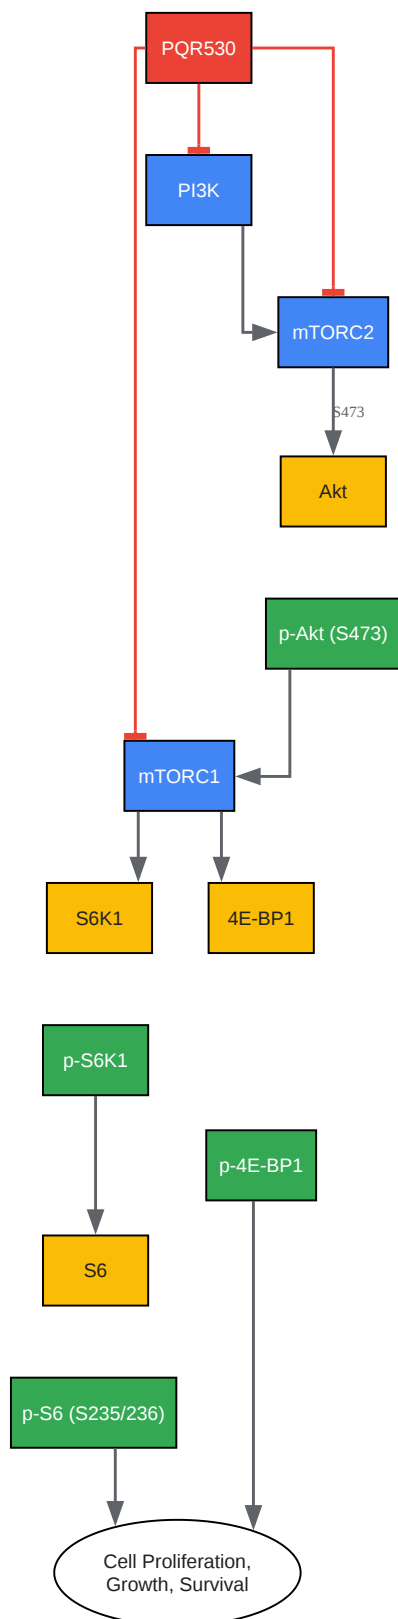 PQR530
PI3K
mTORC2
S473
Akt
p-Akt (S473)
mTORC1
S6K1
4E-BP1
p-S6K1
p-4E-BP1
S6
p-S6 (S235/236)
Cell Proliferation,
Growth, Survival